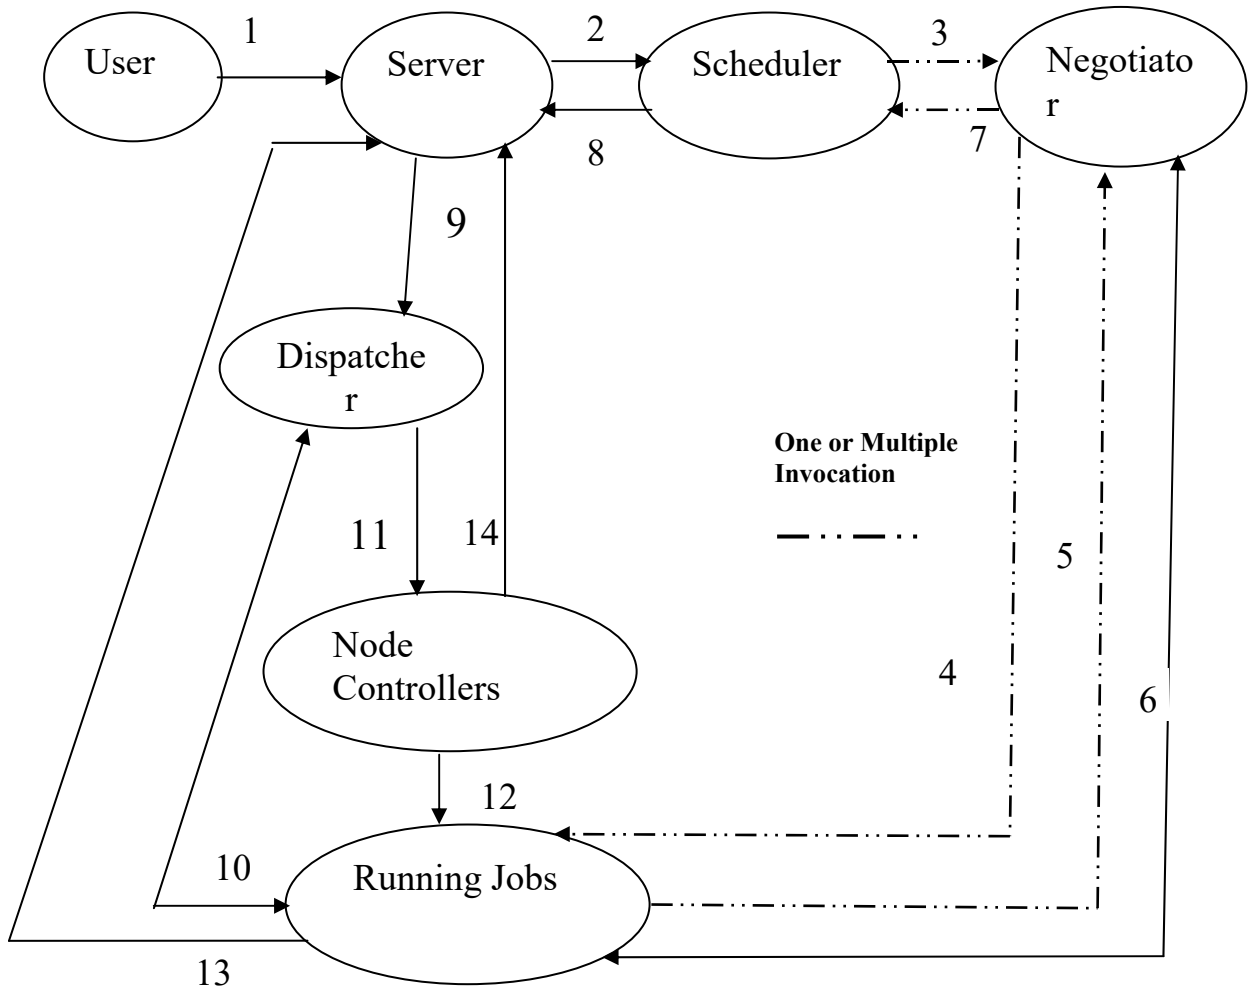 1
2
3
User
Server
Scheduler
Negotiato
r
8
7
9
Dispatche
r
One or Multiple
Invocation
11
14
5
Node
Controllers
4
6
12
10
Running Jobs
13